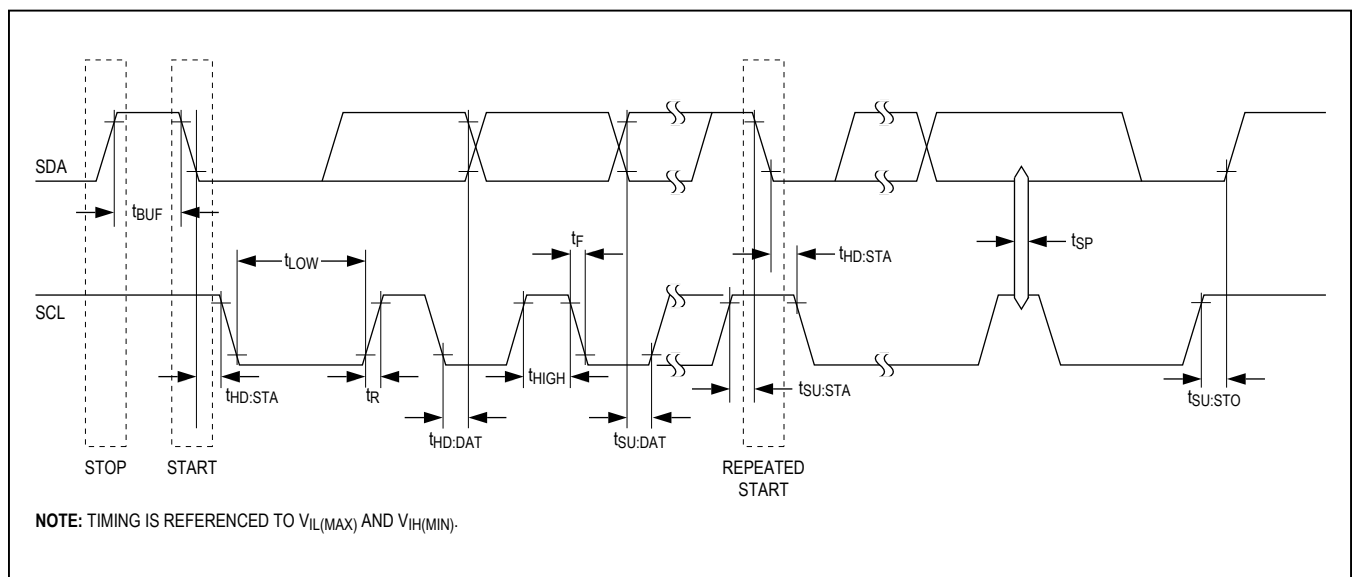 SDA
tBUF
tLOW
tF
tHD:STA
tSP
SCL
tHD:STA
tR
tHIGH
tSU:STA
tSU:STO
tHD:DAT
tSU:DAT
STOP
START
REPEATED
START
NOTE: TIMING IS REFERENCED TO VIL(MAX) AND VIH(MIN).